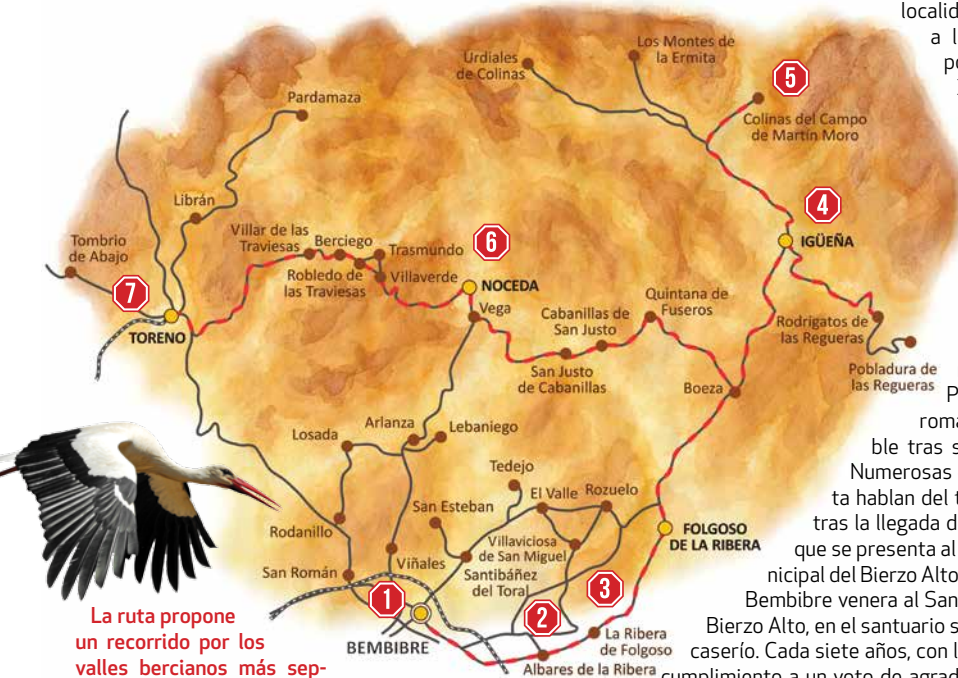 Urdiales
de Colinas
Los Montes de
la Ermita
5
Colinas del Campo
de Martín Moro
Pardamaza
Librán
4
IGÜEÑA
Tombrio
de Abajo
7
TORENO
Villar de las
Traviesas
Berciego
Trasmundo
Robledo de
las Traviesas
Villaverde
6
NOCEDA
Vega
Cabanillas de
San Justo
San Justo
de Cabanillas
Quintana de
Fuseros
Rodrigatos de
las Regueras
Pobladura de
las Regueras
Boeza
Losada
Arlanza
Lebaniego
Tedejo
San Esteban
El Valle
Rozuelo
Rodanillo
Villaviciosa
de San Miguel
Santibáñez
del Toral
FOLGOSO
DE LA RIBERA
San Román
Viñales
1
BEMBIBRE
2
3
La Ribera
de Folgoso
Albares de la Ribera
La ruta propone
un recorrido por los
valles bercianos más sep-
localid
a l
po
P
roma
ble tras s
Numerosas
ta hablan del t
tras la llegada d
que se presenta al
nicipal del Bierzo Alto
Bembibre venera al San
Bierzo Alto, en el santuario s
caserío. Cada siete años, con l
cumplimiento a un voto de agrad